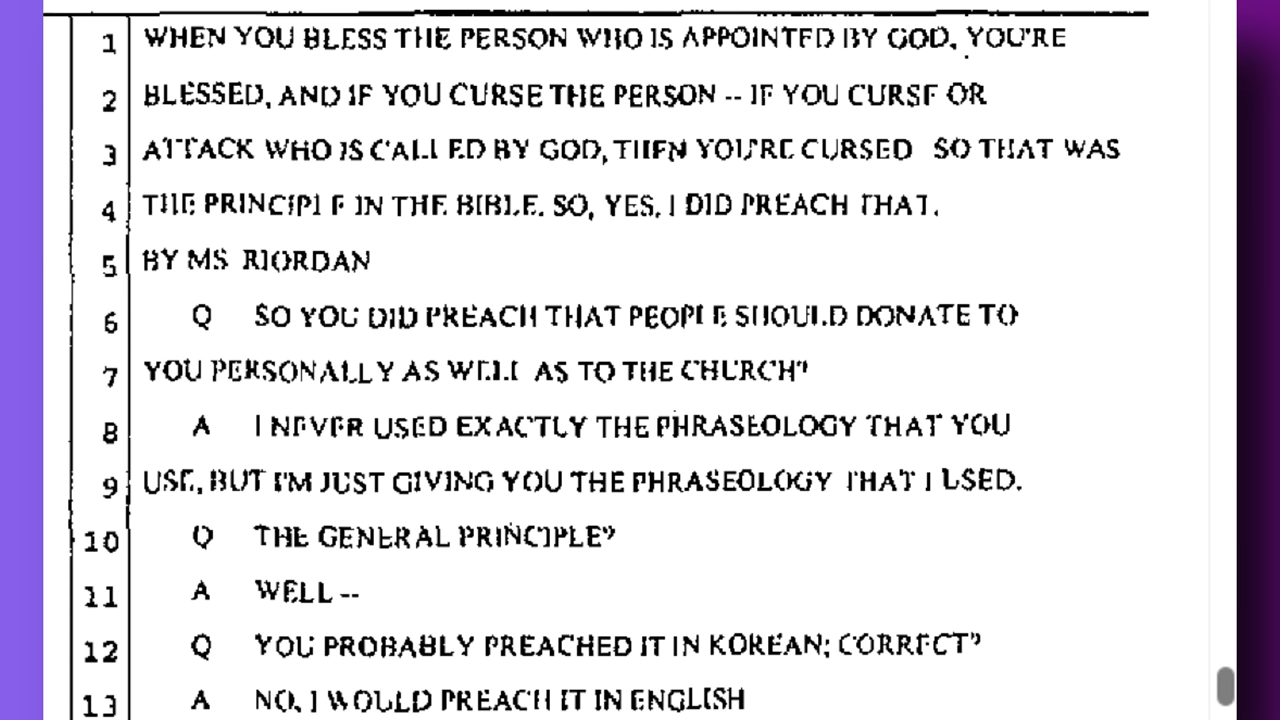 1 WHEN YOU BLESS THE PERSON WHO IS APPOINTED BY GOD, YOU'RE
2 BLESSED, AND IF YOU CURSE THE PERSON -- IF YOU CURSE OR
3 ATTACK WHO IS CALLED BY GOD, THEN YOU'RE CURSED SO THAT WAS
4 THE PRINCIPLE IN THE BIBLE. SO, YES, I DID PREACH THAT.
5 BY MS RIORDAN
6 Q SO YOU DID PREACH THAT PEOPLE SHOULD DONATE TO
7 YOU PERSONALLY AS WELL AS TO THE CHURCH?
8 A I NEVER USED EXACTLY THE PHRASEOLOGY THAT YOU
9 USE, BUT I'M JUST GIVING YOU THE PHRASEOLOGY THAT I USED.
10 Q THE GENERAL PRINCIPLE?
11 A WELL --
12 Q YOU PROBABLY PREACHED IT IN KOREAN; CORRECT?
13 A NO, I WOULD PREACH IT IN ENGLISH